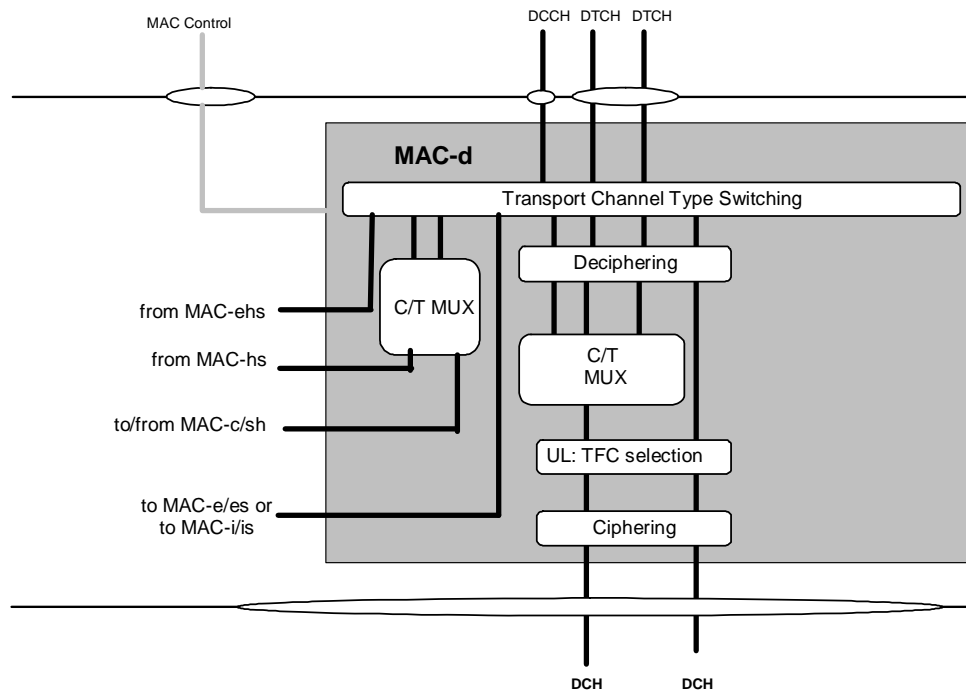 MAC Control
DCCH DTCH DTCH
MAC-d
Transport Channel Type Switching
Deciphering
from MAC-ehs
C/T MUX
from MAC-hs
C/T
MUX
to/from MAC-c/sh
UL: TFC selection
to MAC-e/es or
to MAC-i/is
Ciphering
DCH DCH